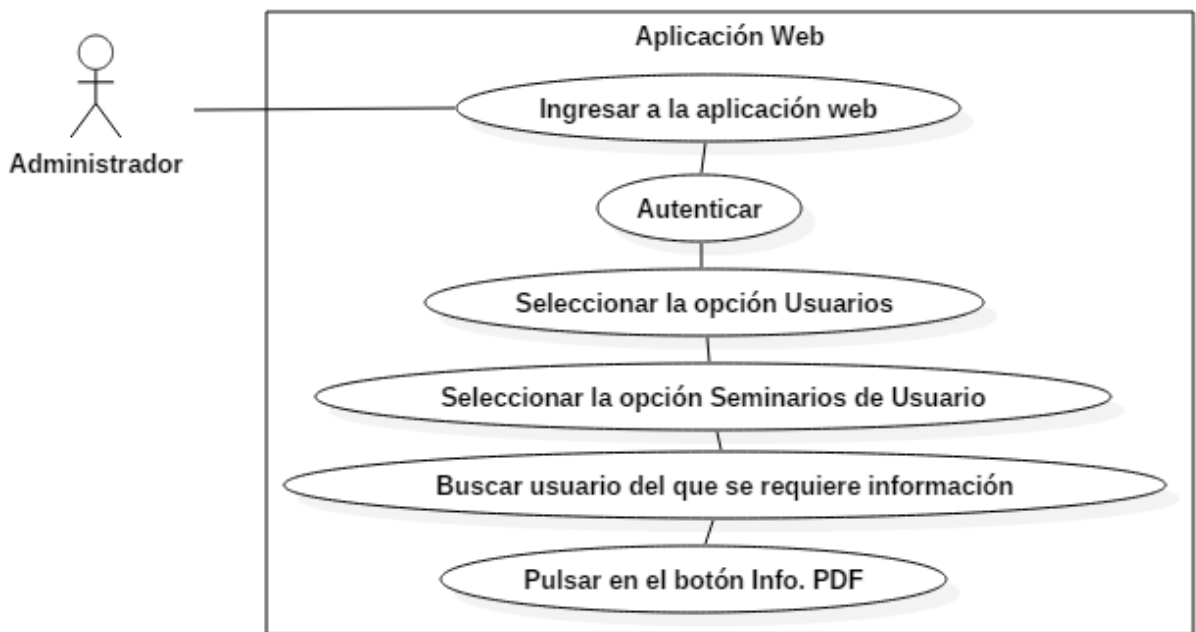 Aplicación Web
Ingresar a la aplicación web
Administrador
Autenticar
Seleccionar la opción Usuarios
Seleccionar la opción Seminarios de Usuario
Buscar usuario del que se requiere información
Pulsar en el botón Info. PDF